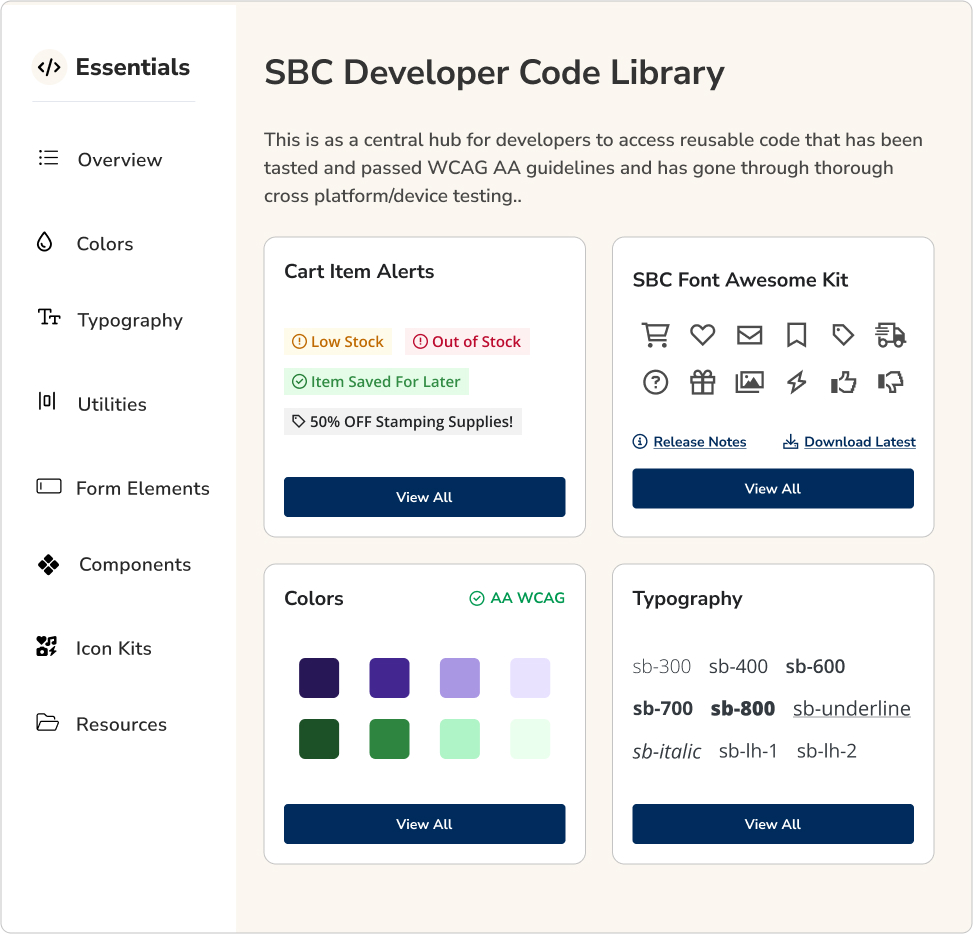 Essentials
Overview
Colors
Typography
Utilities
Form Elements
Components
Icon Kits
Resources
SBC Developer Code Library
This is as a central hub for developers to access reusable code that has been
tasted and passed WCAG AA guidelines and has gone through thorough
cross platform/device testing..
Cart Item Alerts
Low Stock
Out of Stock
Item Saved For Later
50% OFF Stamping Supplies!
View All
SBC Font Awesome Kit
Release Notes
Download Latest
View All
Colors
AA WCAG
View All
Typography
sb-300 sb-400 sb-600
sb-700 sb-800 sb-underline
sb-italic sb-lh-1 sb-lh-2
View All